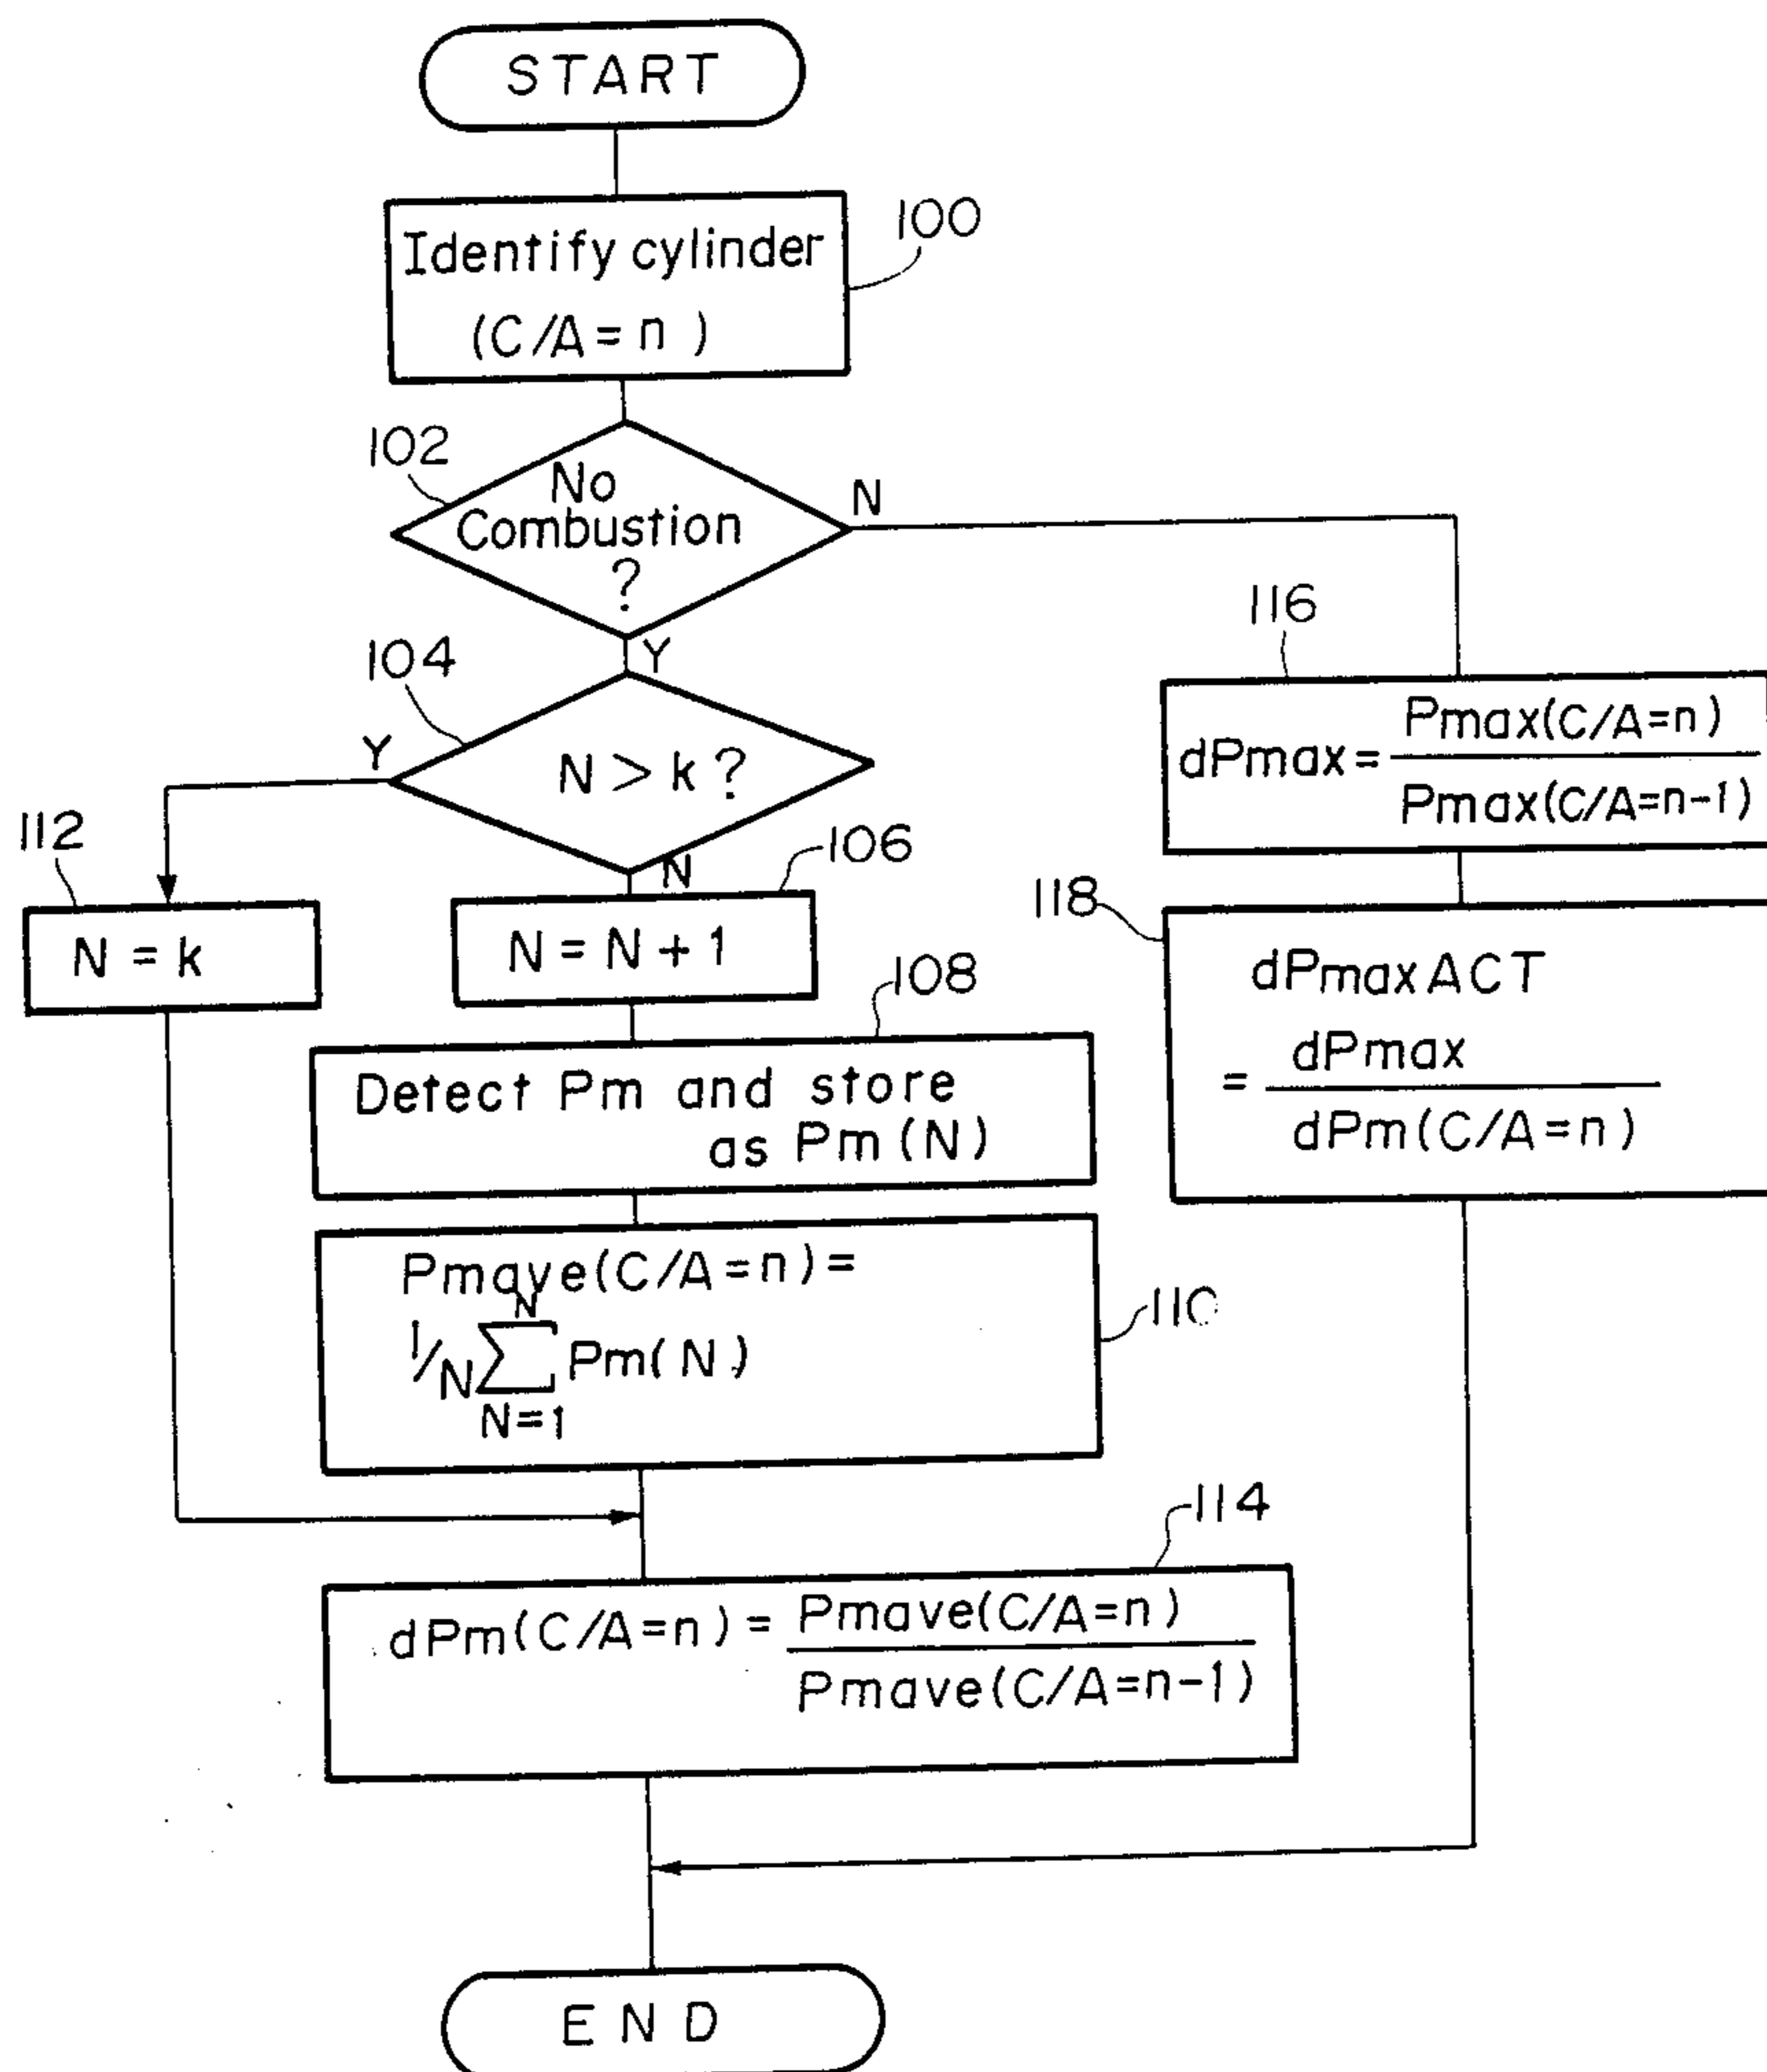 START
Identify cylinder
(C/A = n )
100
102
No
Combustion
?
N
Y
104
N > k ?
Y
N
112
N = k
106
N = N + 1
108
Detect Pm and store
as Pm (N)
Pmave(C/A = n) =
N
1/N ∑ Pm( N )
N=1
110
114
dPm(C/A=n) = Pmave(C/A=n)
Pmave(C/A=n-1)
116
dPmax = Pmax(C/A=n)
Pmax(C/A=n-1)
118
dPmaxACT
= dPmax
dPm(C/A=n)
END